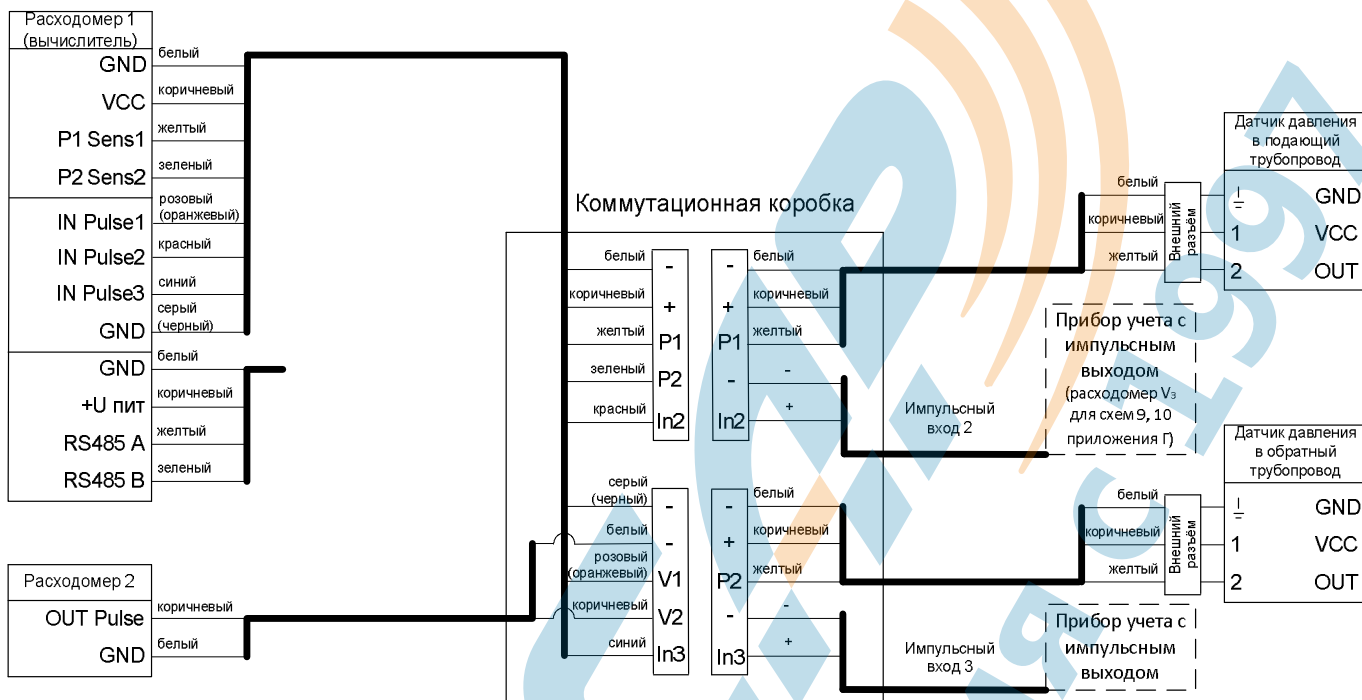 Расходомер 1
(вычислитель)
GND
белый
VCC
коричневый
P1 Sens1
желтый
P2 Sens2
зеленый
IN Pulse1
розовый
(оранжевый)
IN Pulse2
красный
IN Pulse3
синий
GND
серый
(черный)
GND
белый
+U пит
коричневый
RS485 A
желтый
RS485 B
зеленый
Расходомер 2
OUT Pulse
коричневый
GND
белый
Коммутационная коробка
белый
-
коричневый
+
желтый
P1
зеленый
P2
красный
In2
-
белый
+
коричневый
P1
желтый
-
-
In2
+
Импульсный
вход 2
серый
(черный)
-
белый
-
розовый
(оранжевый)
V1
коричневый
V2
синий
In3
-
белый
+
коричневый
P2
желтый
-
-
In3
+
Импульсный
вход 3
Датчик давления
в подающий
трубопровод
белый
коричневый
желтый
Внешний
разъём
GND
1
VCC
2
OUT
Прибор учета с
импульсным
выходом
(расходомер V₃
для схем 9, 10
приложения Г)
Датчик давления
в обратный
трубопровод
белый
коричневый
желтый
Внешний
разъём
GND
1
VCC
2
OUT
Прибор учета с
импульсным
выходом
я с 1997